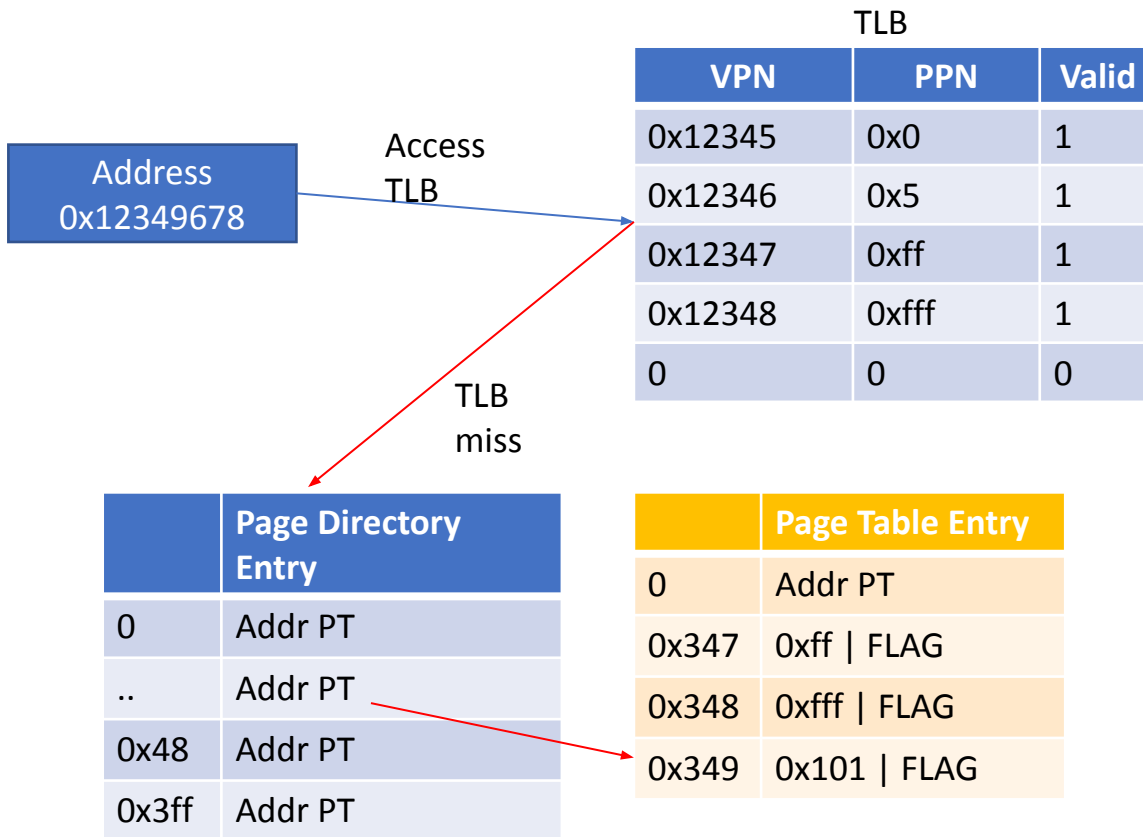 TLB
VPN PPN Valid
0x12345 0x0 1
0x12346 0x5 1
0x12347 0xff 1
0x12348 0xfff 1
0 0 0
Address
0x12349678
Access
TLB
TLB
miss
Page Directory
Entry
0 Addr PT
.. Addr PT
0x48 Addr PT
0x3ff Addr PT
Page Table Entry
0 Addr PT
0x347 0xff | FLAG
0x348 0xfff | FLAG
0x349 0x101 | FLAG